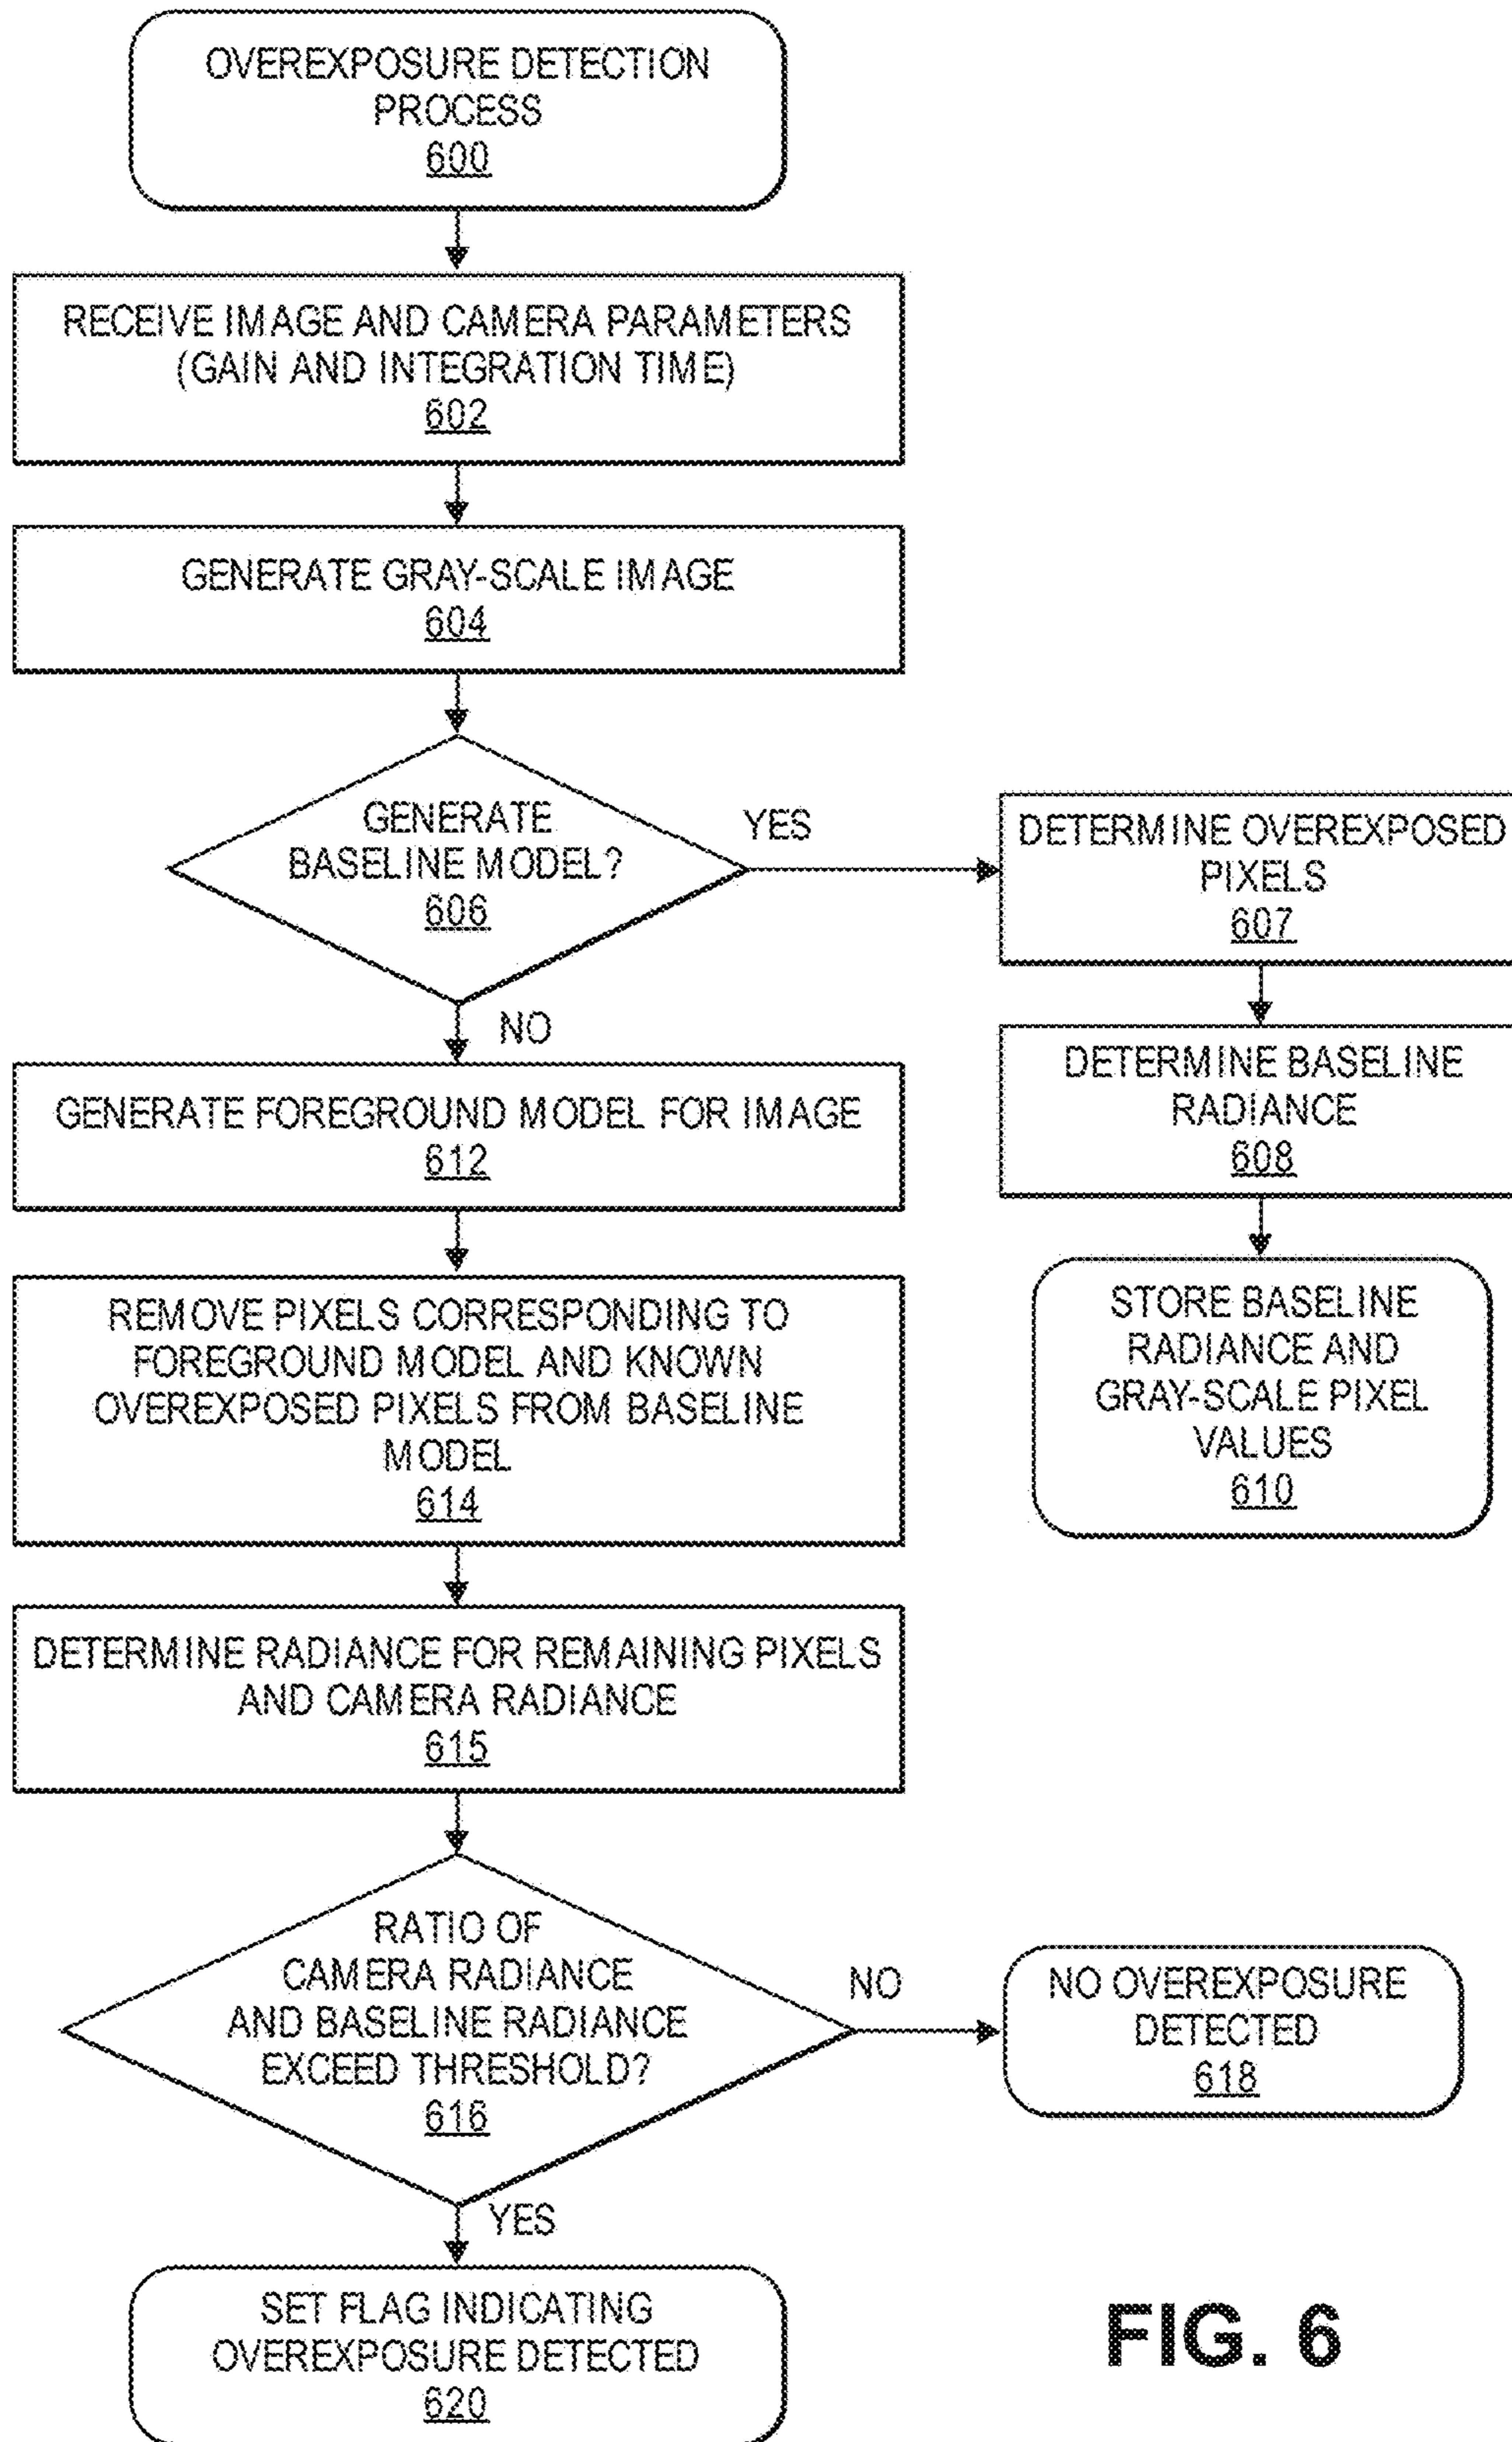 OVEREXPOSURE DETECTION
PROCESS
600
RECEIVE IMAGE AND CAMERA PARAMETERS
(GAIN AND INTEGRATION TIME)
602
GENERATE GRAY-SCALE IMAGE
604
GENERATE
BASELINE MODEL?
606
YES
DETERMINE OVEREXPOSED
PIXELS
607
NO
DETERMINE BASELINE
RADIANCE
608
GENERATE FOREGROUND MODEL FOR IMAGE
612
STORE BASELINE
RADIANCE AND
GRAY-SCALE PIXEL
VALUES
610
REMOVE PIXELS CORRESPONDING TO
FOREGROUND MODEL AND KNOWN
OVEREXPOSED PIXELS FROM BASELINE
MODEL
614
DETERMINE RADIANCE FOR REMAINING PIXELS
AND CAMERA RADIANCE
615
RATIO OF
CAMERA RADIANCE
AND BASELINE RADIANCE
EXCEED THRESHOLD?
616
NO
NO OVEREXPOSURE
DETECTED
618
YES
SET FLAG INDICATING
OVEREXPOSURE DETECTED
620
FIG. 6